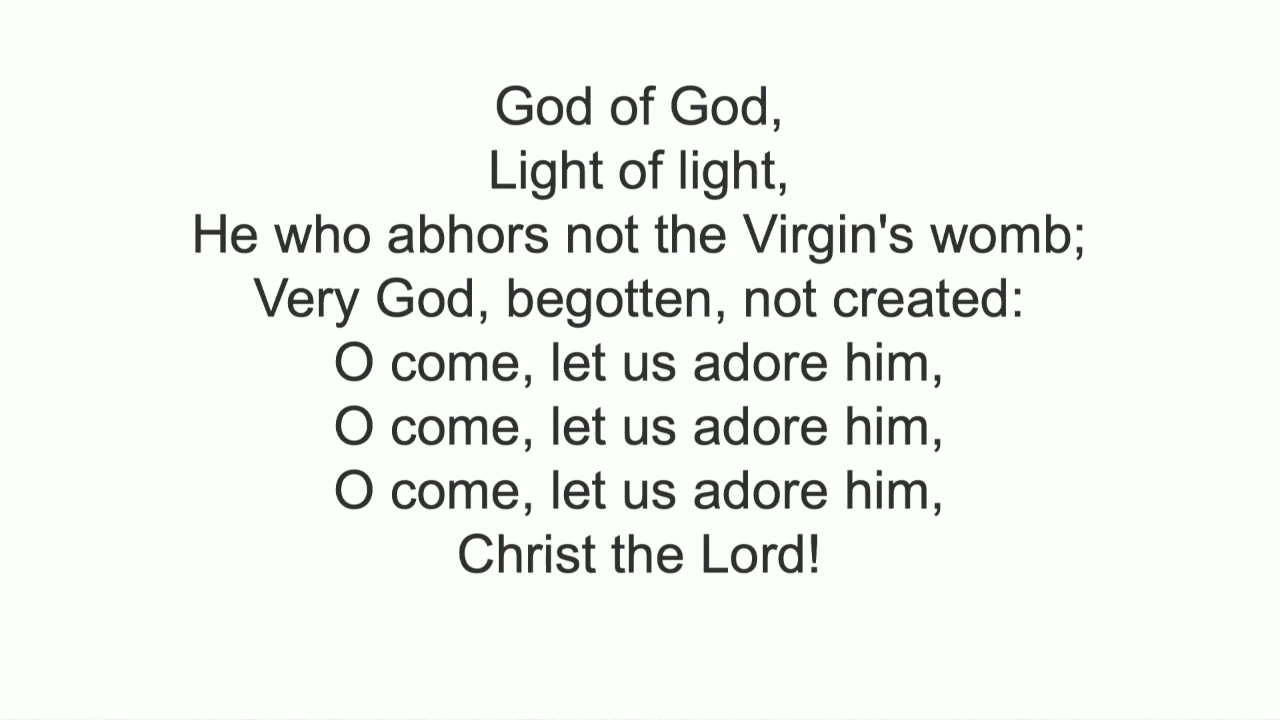 God of God,
Light of light,
He who abhors not the Virgin's womb;
Very God, begotten, not created:
O come, let us adore him,
O come, let us adore him,
O come, let us adore him,
Christ the Lord!